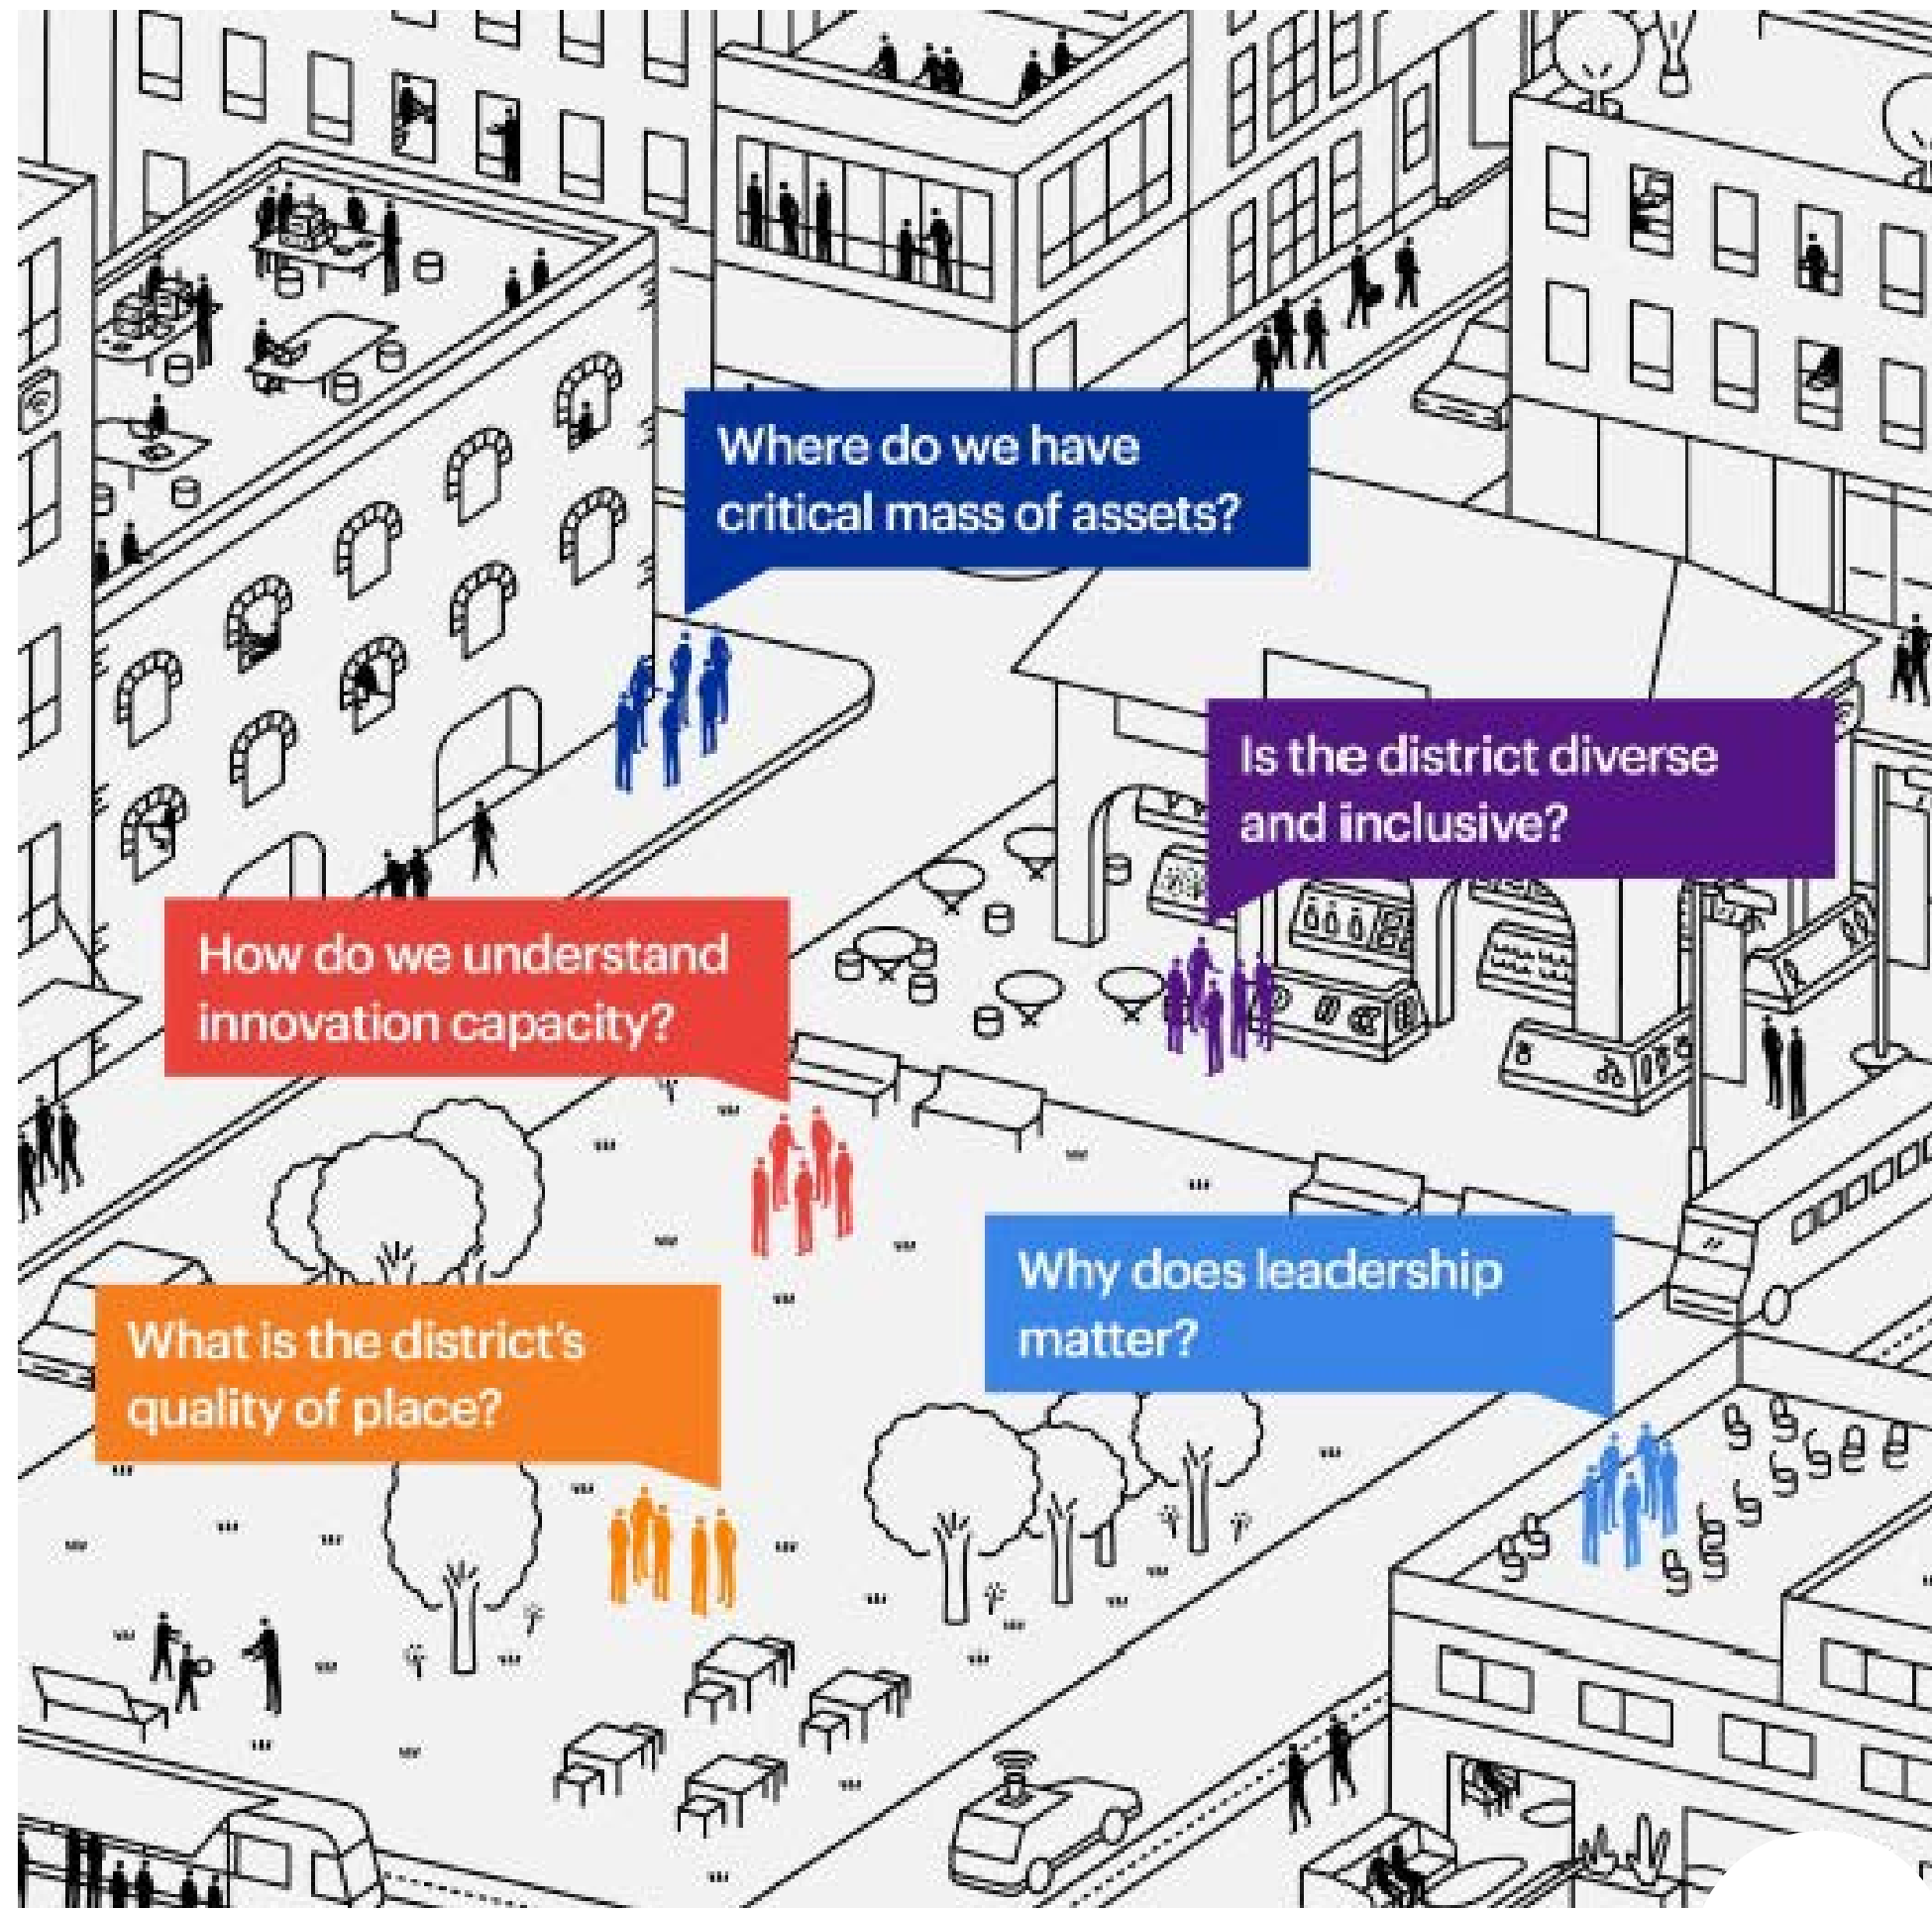 Where do we have
critical mass of assets?
Is the district diverse
and inclusive?
How do we understand
innovation capacity?
Why does leadership
matter?
What is the district's
quality of place?